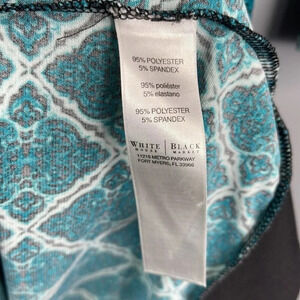 95% POLYESTER
5% SPANDEX
95% poliéster
5% elastano
95% POLYESTER
5% SPANDEX
WHITE | BLACK
HOUSE | MARKET
11215 METRO PARKWAY
FORT MYERS, FL 33966